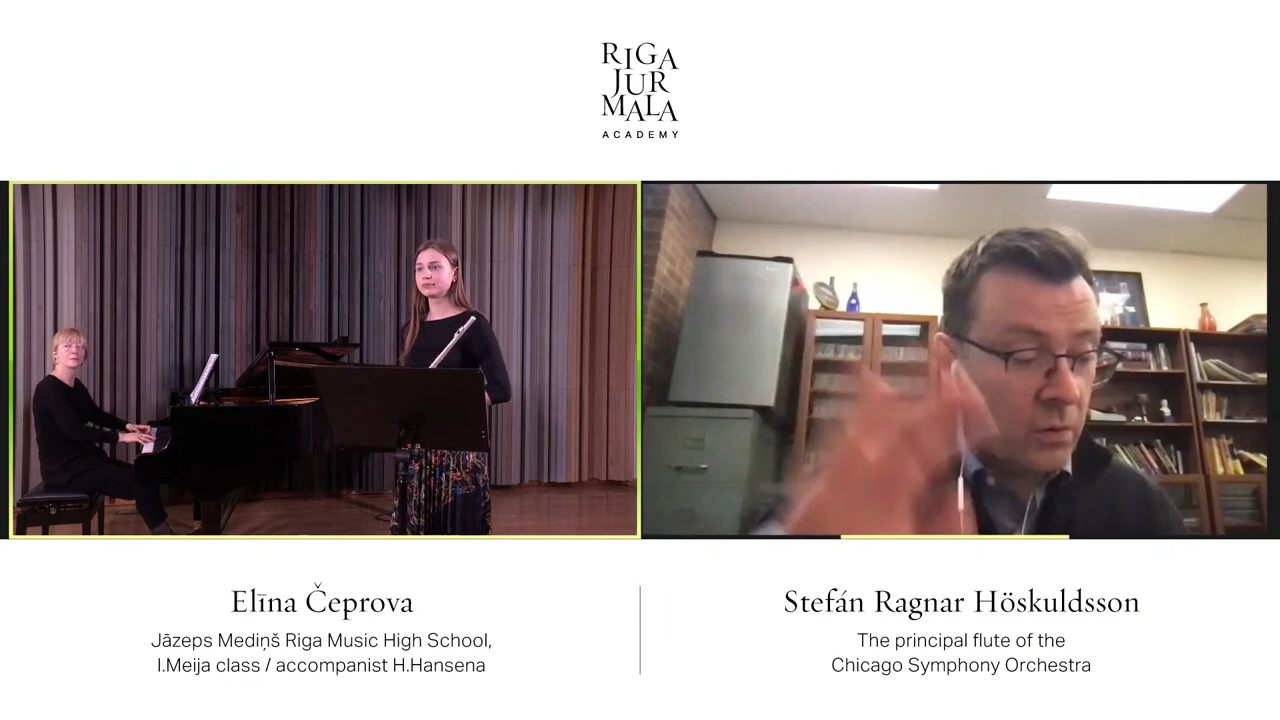 RIGA
JUR
MALA
ACADEMY
Elīna Čeprova
Jāzeps Mediņš Riga Music High School,
I.Meija class / accompanist H.Hansena
Stefán Ragnar Höskuldsson
The principal flute of the
Chicago Symphony Orchestra